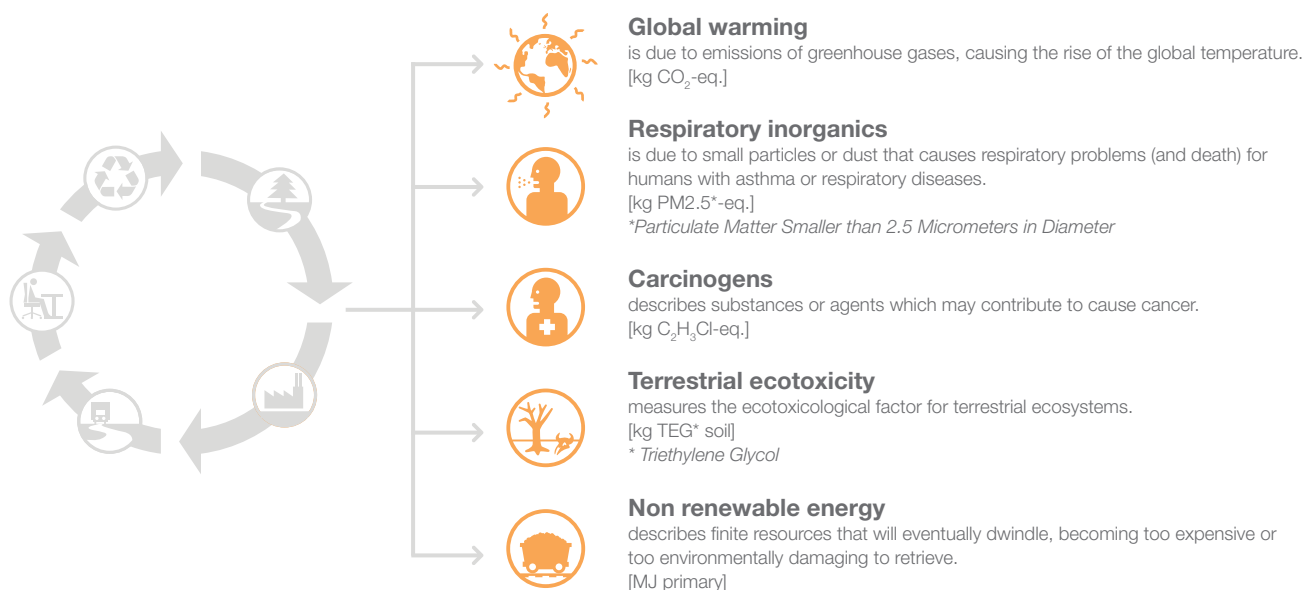 Global warming
is due to emissions of greenhouse gases, causing the rise of the global temperature.
[kg CO₂-eq.]
Respiratory inorganics
is due to small particles or dust that causes respiratory problems (and death) for
humans with asthma or respiratory diseases.
[kg PM2.5*-eq.]
*Particulate Matter Smaller than 2.5 Micrometers in Diameter
Carcinogens
describes substances or agents which may contribute to cause cancer.
[kg C₂H₃Cl-eq.]
Terrestrial ecotoxicity
measures the ecotoxicological factor for terrestrial ecosystems.
[kg TEG* soil]
* Triethylene Glycol
Non renewable energy
describes finite resources that will eventually dwindle, becoming too expensive or
too environmentally damaging to retrieve.
[MJ primary]